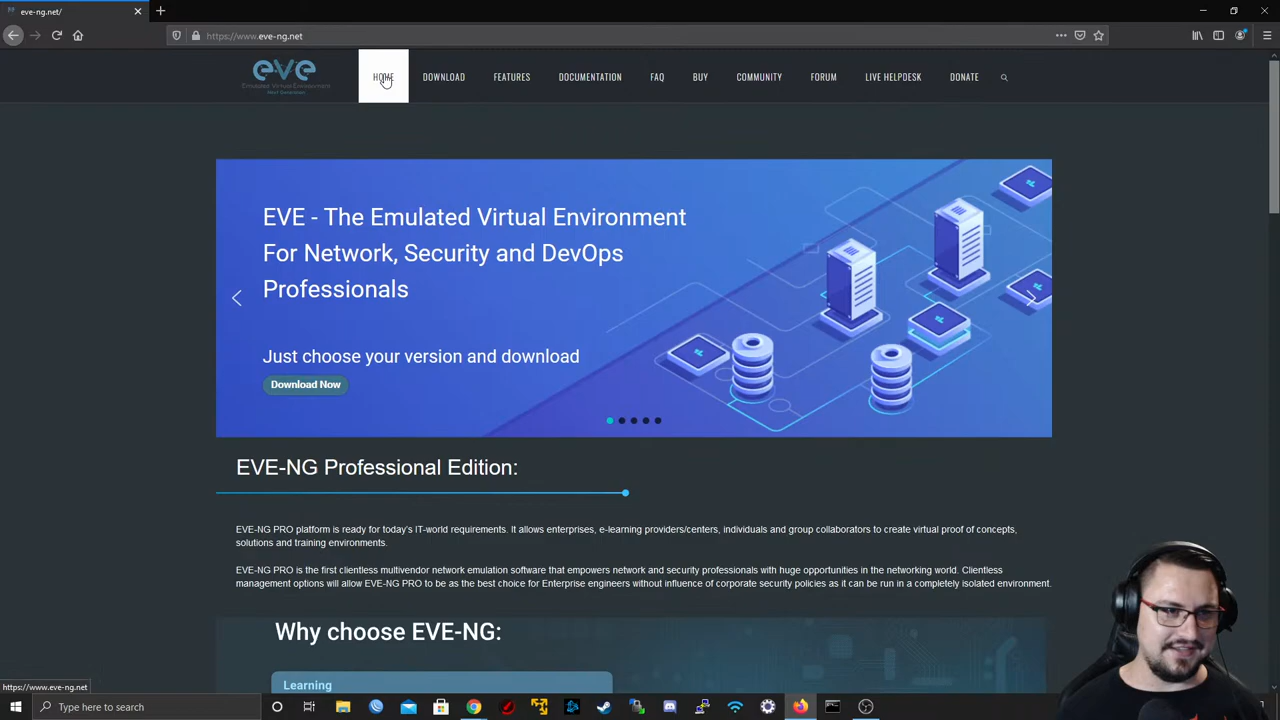 eve-ng.net/
https://www.eve-ng.net
eve
Emulated Virtual Environment
Next Generation
HOME
DOWNLOAD
FEATURES
DOCUMENTATION
FAQ
BUY
COMMUNITY
FORUM
LIVE HELPDESK
DONATE
EVE - The Emulated Virtual Environment
For Network, Security and DevOps
Professionals
Just choose your version and download
Download Now
EVE-NG Professional Edition:
EVE-NG PRO platform is ready for today's IT-world requirements. It allows enterprises, e-learning providers/centers, individuals and group collaborators to create virtual proof of concepts,
solutions and training environments.
EVE-NG PRO is the first clientless multivendor network emulation software that empowers network and security professionals with huge opportunities in the networking world. Clientless
management options will allow EVE-NG PRO to be as the best choice for Enterprise engineers without influence of corporate security policies as it can be run in a completely isolated environment.
Why choose EVE-NG:
Learning
https://www.eve-ng.net
Type here to search